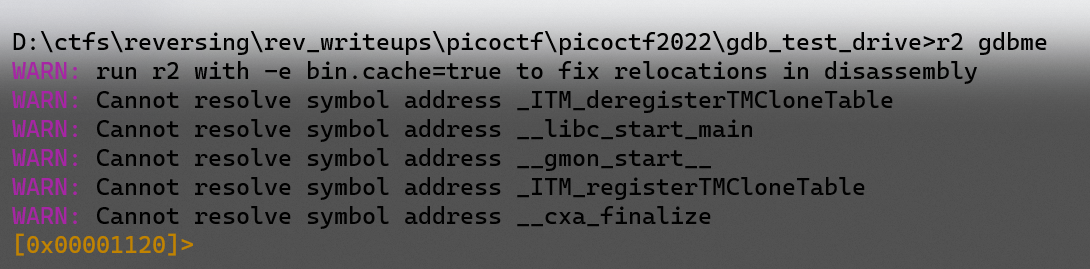 D:\ctfs\reversing\rev_writeups\picoctf\picoctf2022\gdb_test_drive>r2 gdbme
WARN: run r2 with -e bin.cache=true to fix relocations in disassembly
WARN: Cannot resolve symbol address _ITM_deregisterTMCloneTable
WARN: Cannot resolve symbol address __libc_start_main
WARN: Cannot resolve symbol address __gmon_start__
WARN: Cannot resolve symbol address _ITM_registerTMCloneTable
WARN: Cannot resolve symbol address __cxa_finalize
[0x00001120]>